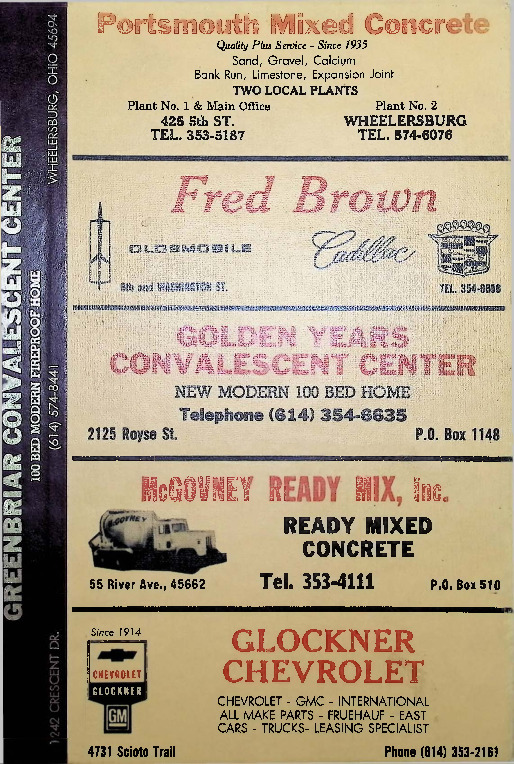 GREENBRIAR CONVALESCENT CENTER
100 BED MODERN FIREPROOF HOME
1242 CRESCENT DR.
(614) 574-8441
WHEELERSBURG, OHIO 45694
Portsmouth Mixed Concrete
Quality Plus Service - Since 1935
Sand, Gravel, Calcium
Bank Run, Limestone, Expansion Joint
TWO LOCAL PLANTS
Plant No. 1 & Main Office
425 5th ST.
TEL. 353-5187
Plant No. 2
WHEELERSBURG
TEL. 574-6076
Fred Brown
OLDSMOBILE
Cadillac
8th and WASHINGTON ST.
TEL.
GOLDEN YEARS
CONVALESCENT CENTER
NEW MODERN 100 BED HOME
Telephone (614) 354-6635
2125 Royse St.
P.O. Box 1148
McGOVNEY READY MIX, Inc.
McGOVNEY
READY MIXED
CONCRETE
55 River Ave., 45662
Tel. 353-4111
P.O. Box 510
Since 1914
CHEVROLET
GLOCKNER
GM
GLOCKNER
CHEVROLET
CHEVROLET - GMC - INTERNATIONAL
ALL MAKE PARTS - FRUEHAUF - EAST
CARS - TRUCKS- LEASING SPECIALIST
4731 Scioto Trail
Phone (614) 353-2161